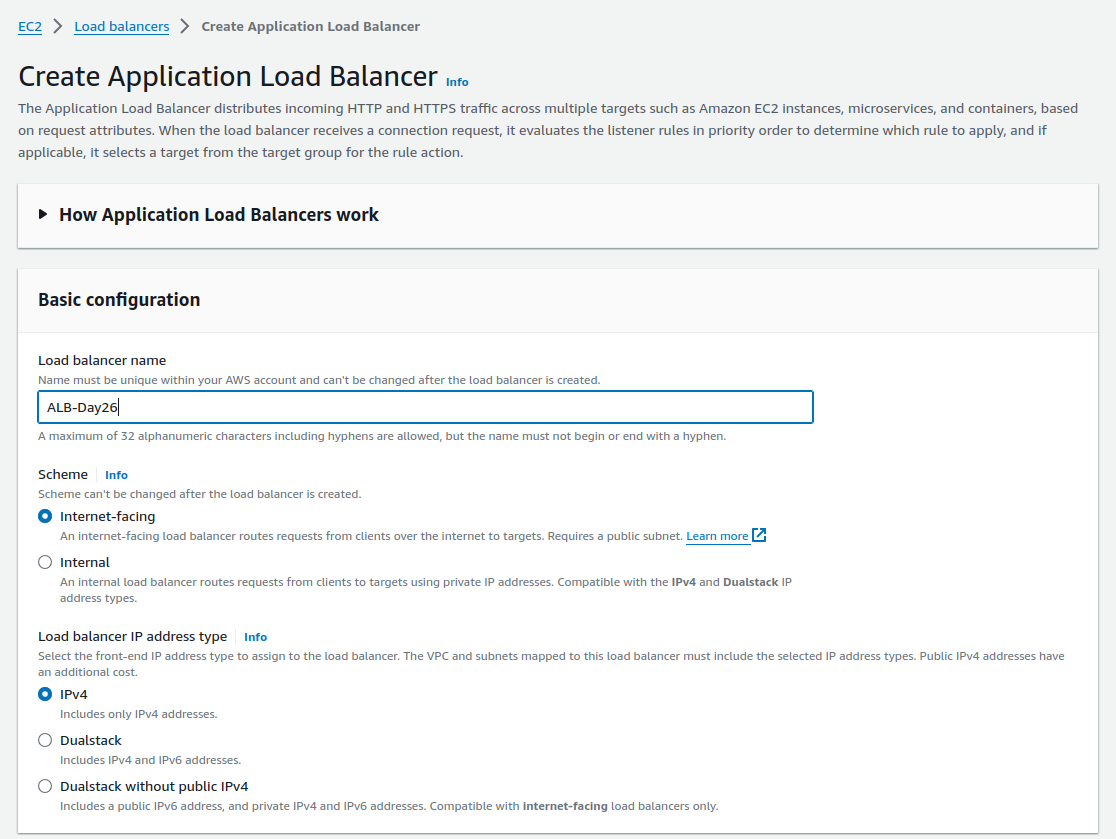 EC2 > Load balancers > Create Application Load Balancer
Create Application Load Balancer Info
The Application Load Balancer distributes incoming HTTP and HTTPS traffic across multiple targets such as Amazon EC2 instances, microservices, and containers, based
on request attributes. When the load balancer receives a connection request, it evaluates the listener rules in priority order to determine which rule to apply, and if
applicable, it selects a target from the target group for the rule action.
How Application Load Balancers work
Basic configuration
Load balancer name
Name must be unique within your AWS account and can't be changed after the load balancer is created.
ALB-Day26
A maximum of 32 alphanumeric characters including hyphens are allowed, but the name must not begin or end with a hyphen.
Scheme Info
Scheme can't be changed after the load balancer is created.
Internet-facing
An internet-facing load balancer routes requests from clients over the internet to targets. Requires a public subnet. Learn more
Internal
An internal load balancer routes requests from clients to targets using private IP addresses. Compatible with the IPv4 and Dualstack IP
address types.
Load balancer IP address type Info
Select the front-end IP address type to assign to the load balancer. The VPC and subnets mapped to this load balancer must include the selected IP address types. Public IPv4 addresses have
an additional cost.
IPv4
Includes only IPv4 addresses.
Dualstack
Includes IPv4 and IPv6 addresses.
Dualstack without public IPv4
Includes a public IPv6 address, and private IPv4 and IPv6 addresses. Compatible with internet-facing load balancers only.